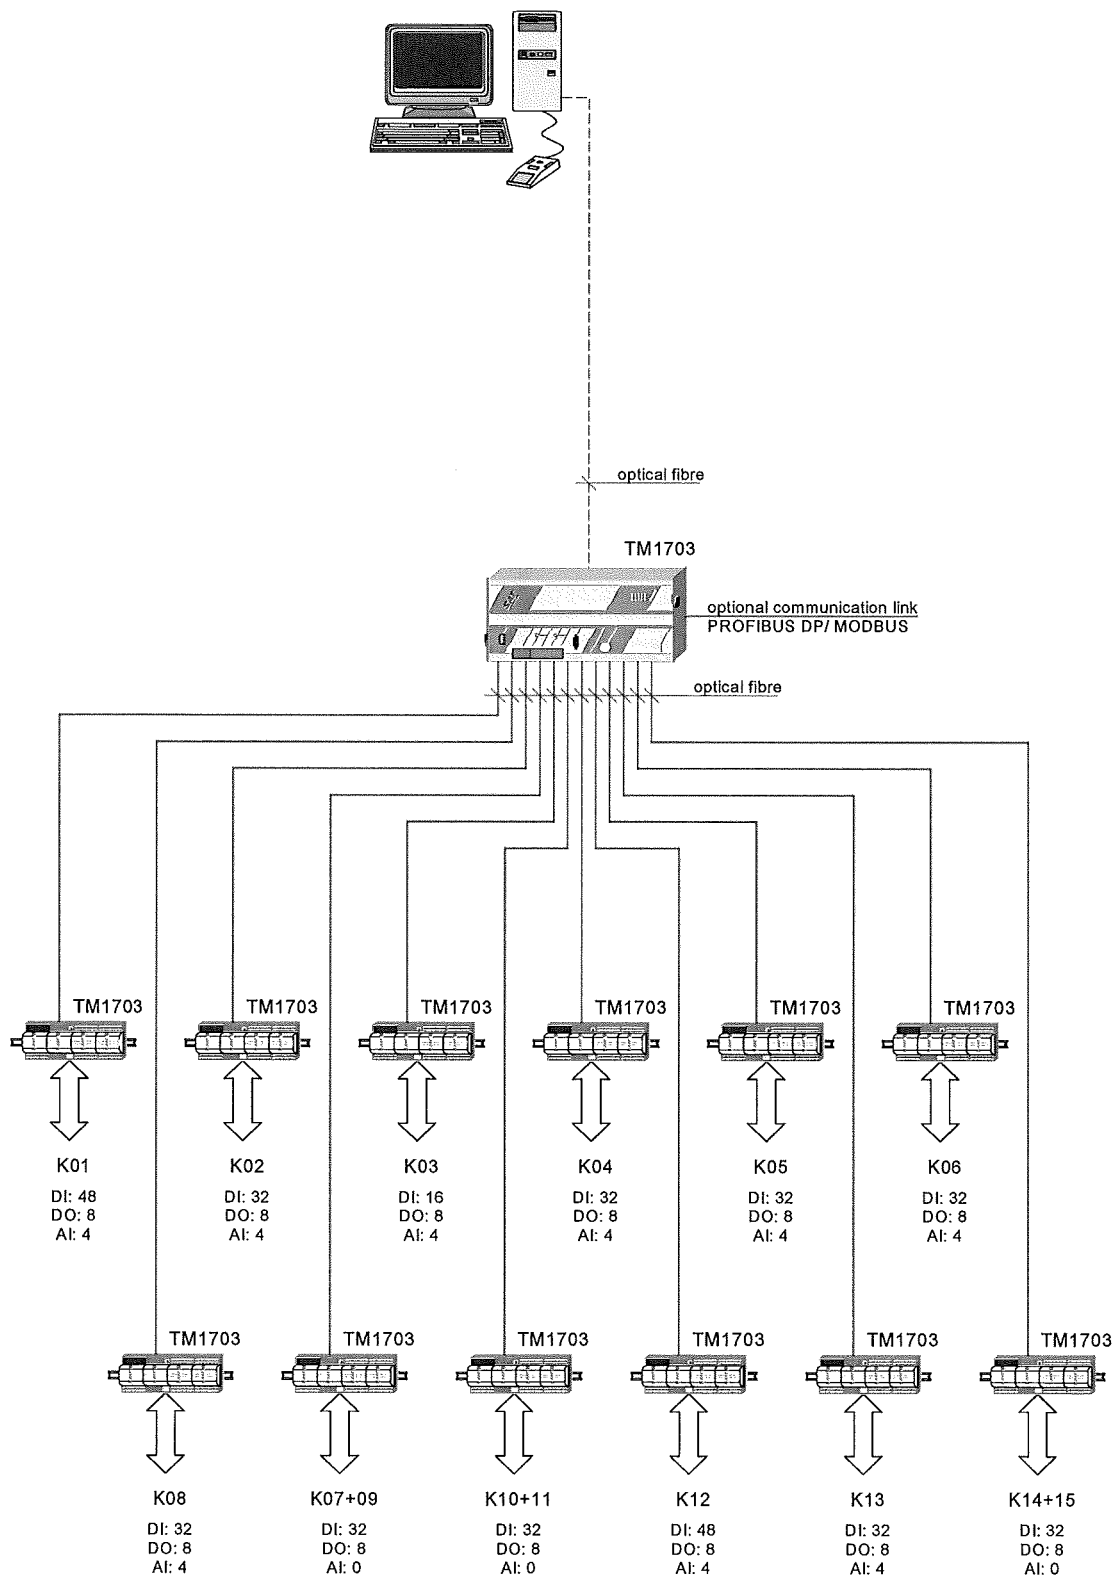 optical fibre
TM1703
optional communication link
PROFIBUS DP/ MODBUS
optical fibre
TM1703 TM1703 TM1703 TM1703 TM1703 TM1703
K01 K02 K03 K04 K05 K06
DI: 48 DI: 32 DI: 16 DI: 32 DI: 32 DI: 32
DO: 8 DO: 8 DO: 8 DO: 8 DO: 8 DO: 8
AI: 4 AI: 4 AI: 4 AI: 4 AI: 4 AI: 4
TM1703 TM1703 TM1703 TM1703 TM1703 TM1703
K08 K07+09 K10+11 K12 K13 K14+15
DI: 32 DI: 32 DI: 32 DI: 48 DI: 32 DI: 32
DO: 8 DO: 8 DO: 8 DO: 8 DO: 8 DO: 8
AI: 4 AI: 0 AI: 0 AI: 4 AI: 4 AI: 0